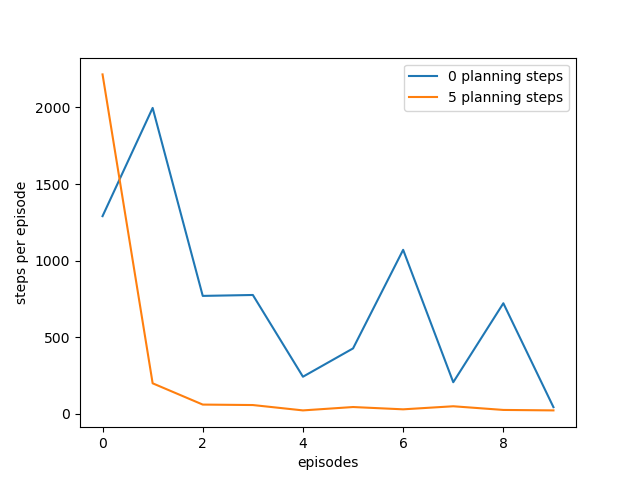 0 planning steps
5 planning steps
2000
1500
1000
500
0
steps per episode
0 2 4 6 8
episodes